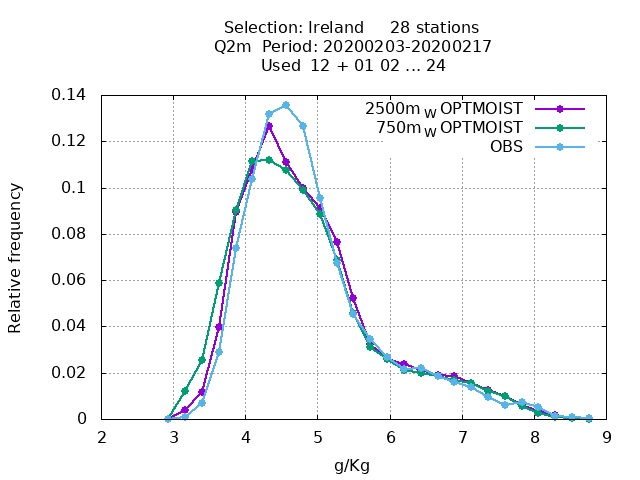 Selection: Ireland 28 stations
Q2m Period: 20200203-20200217
Used 12 + 01 02 ... 24
0.14
0.12
0.1
0.08
0.06
0.04
0.02
0
Relative frequency
2500m_W OPTMOIST
750m_W OPTMOIST
OBS
2 3 4 5 6 7 8 9
g/Kg